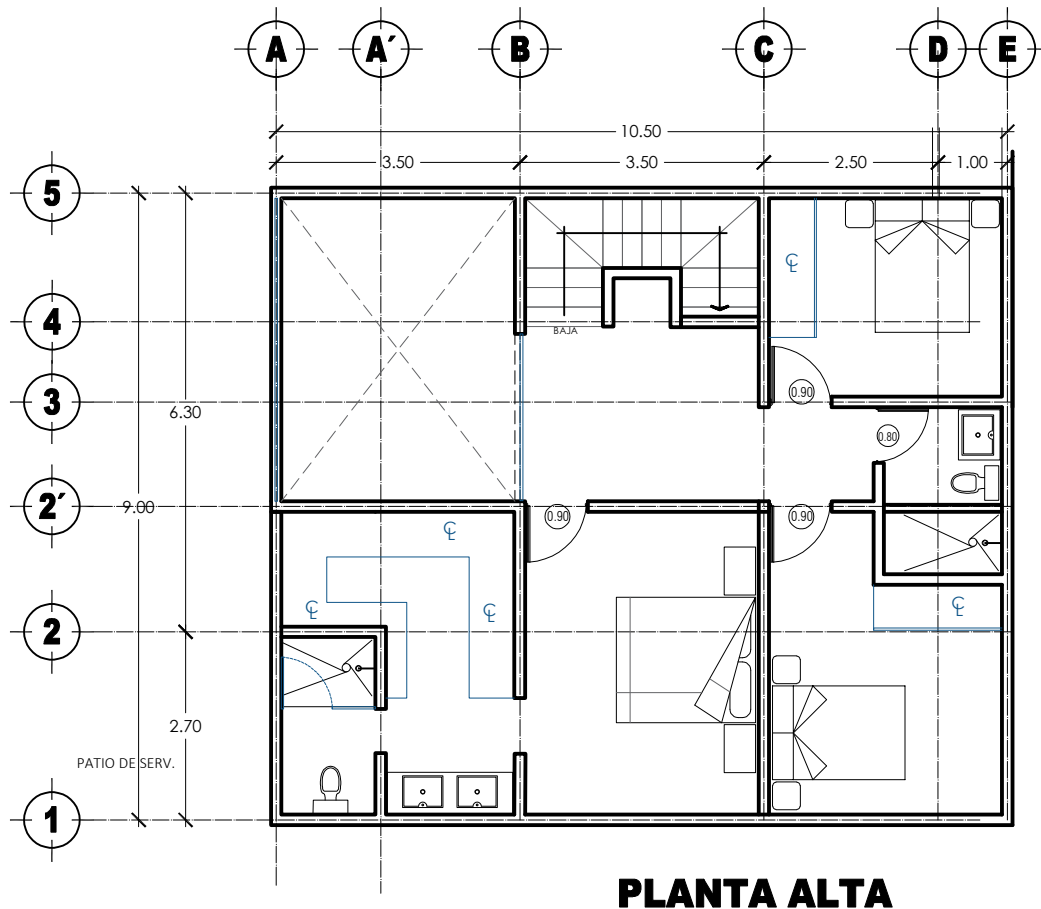 A A´ B C D E
10.50
3.50 3.50 2.50 1.00
5
℄
4
BAJA
3
0.90
6.30
0.80
2´
9.00
0.90 0.90
℄
℄ ℄ ℄
2
2.70
PATIO DE SERV.
1
PLANTA ALTA